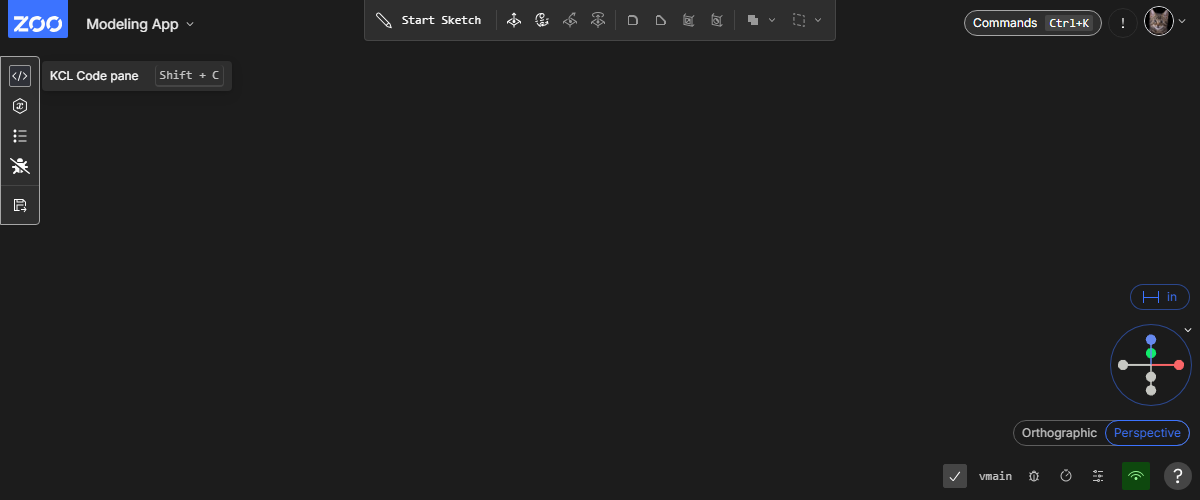 ZOO
Modeling App
Start Sketch
Commands Ctrl+K
!
KCL Code pane Shift + C
in
Orthographic Perspective
vmain
?